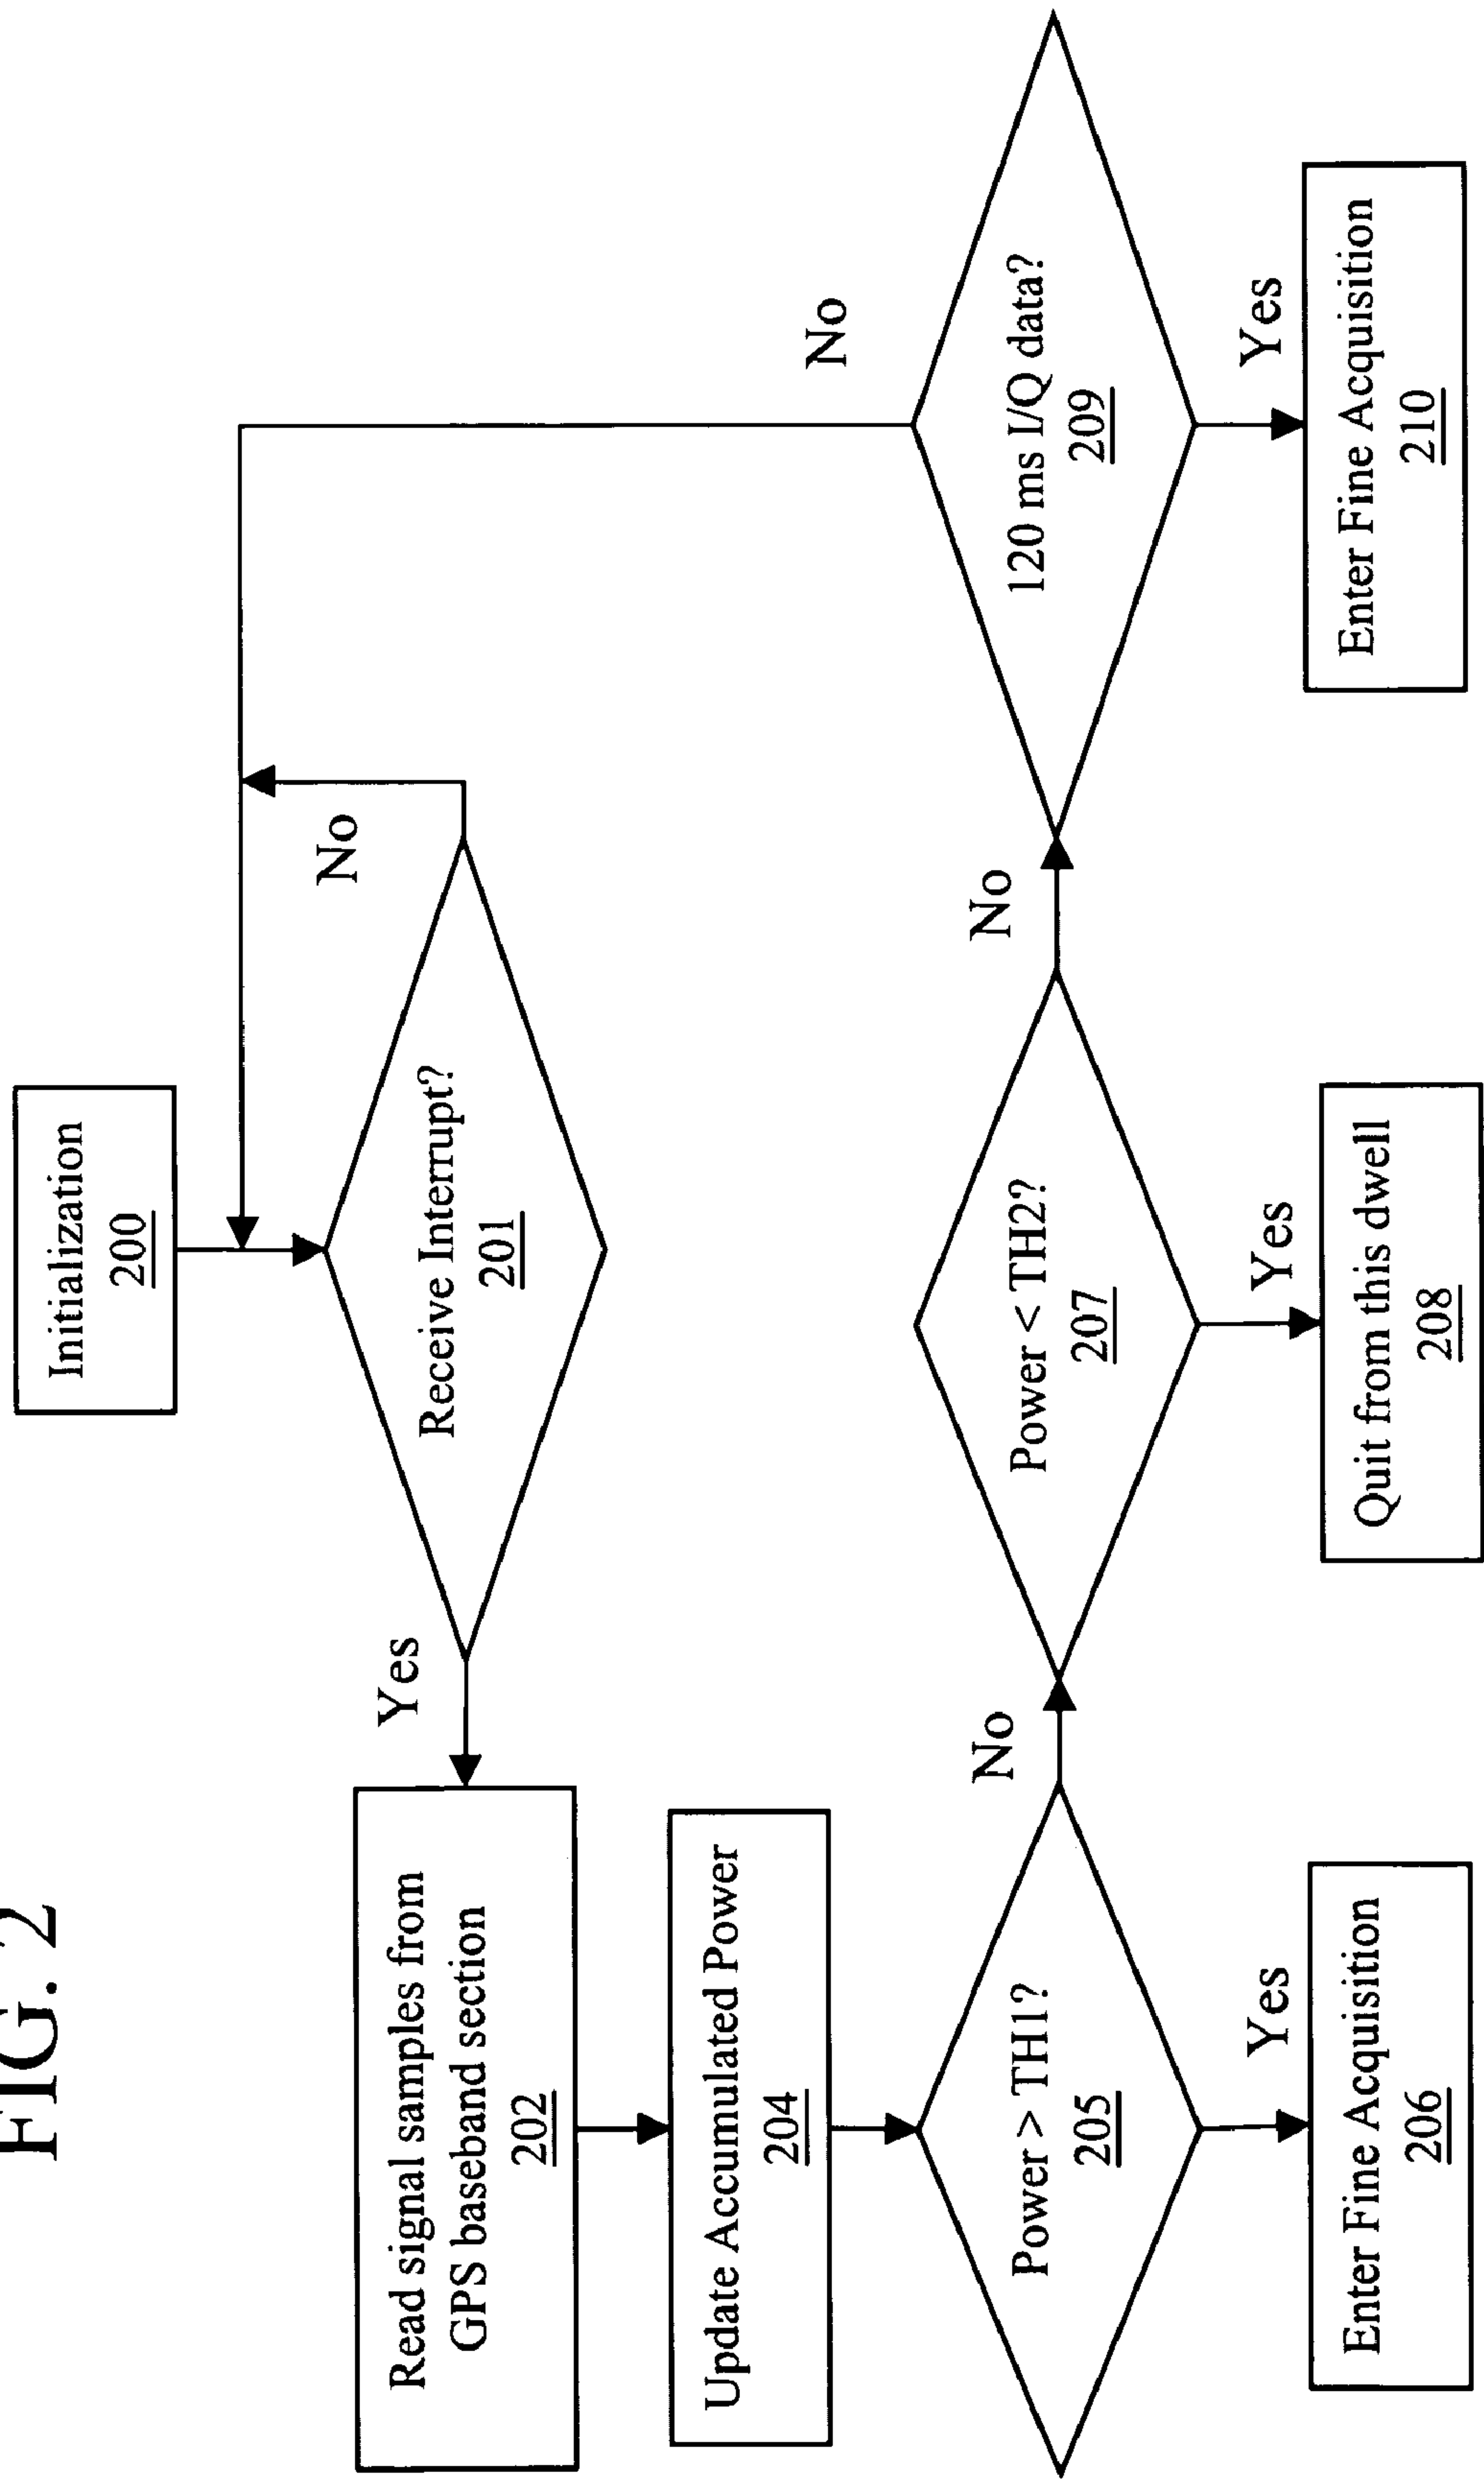 FIG. 2
Initialization
200
Receive Interrupt?
201
No
Yes
Read signal samples from
GPS baseband section
202
Update Accumulated Power
204
Power > TH1?
205
No
Yes
Enter Fine Acquisition
206
Power < TH2?
207
No
Yes
Quit from this dwell
208
120 ms I/Q data?
209
No
Yes
Enter Fine Acquisition
210